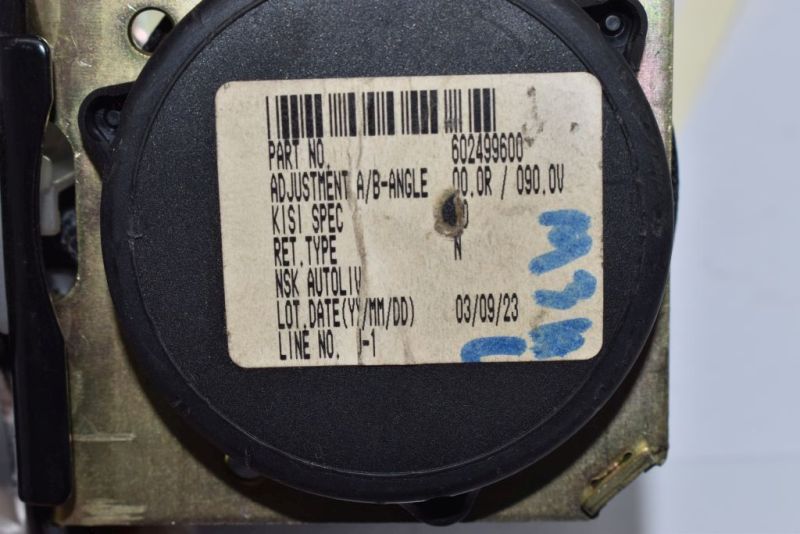 PART NO. 602499600
ADJUSTMENT A/B-ANGLE 00.0R / 090.0V
KISI SPEC
RET.TYPE N
NSK AUTOLIV
LOT.DATE(YY/MM/DD) 03/09/23
LINE NO. -1